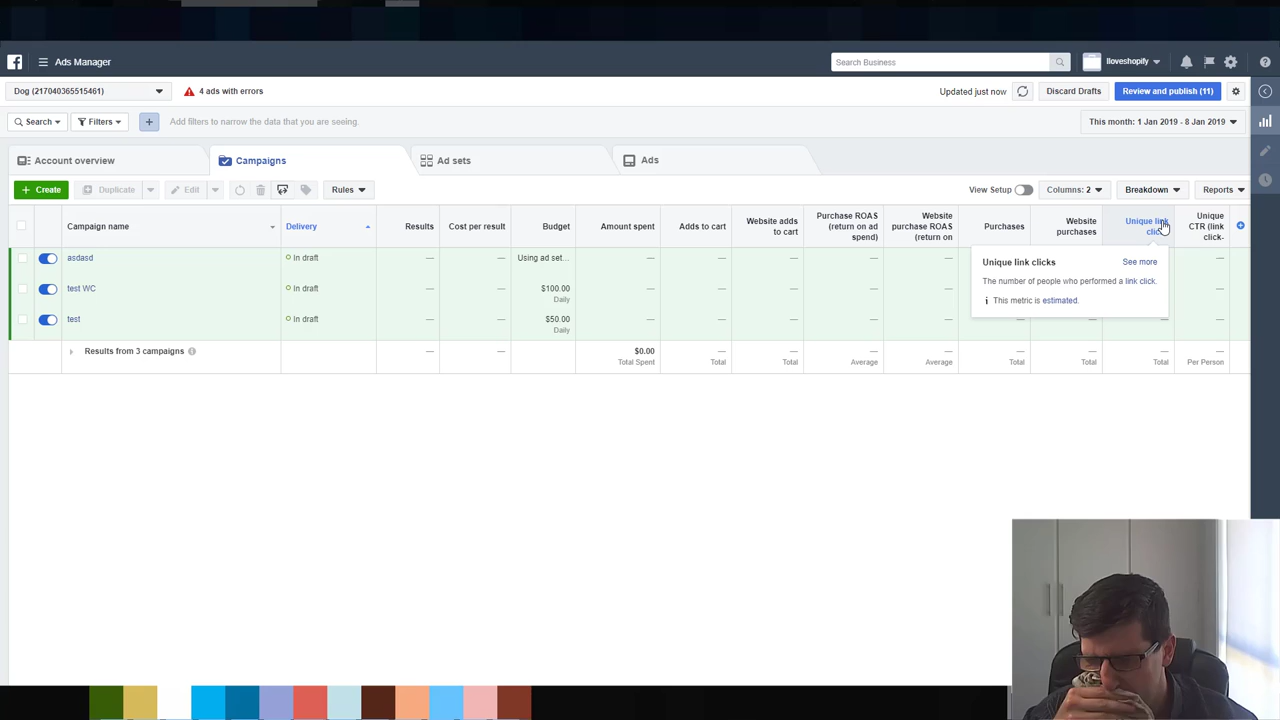 Ads Manager
Search Business
Iloveshopify
Dog (217040365515461)
4 ads with errors
Updated just now
Discard Drafts
Review and publish (11)
Search
Filters
Add filters to narrow the data that you are seeing.
This month: 1 Jan 2019 - 8 Jan 2019
Account overview
Campaigns
Ad sets
Ads
+ Create
Duplicate
Edit
Rules
View Setup
Columns: 2
Breakdown
Reports
Campaign name
Delivery
Results
Cost per result
Budget
Amount spent
Adds to cart
Website adds
to cart
Purchase ROAS
(return on ad
spend)
Website
purchase ROAS
(return on
Purchases
Website
purchases
Unique link
Unique
CTR (link
click-
asdasd
In draft
Using ad set...
test WC
In draft
$100.00
Daily
test
In draft
$50.00
Daily
Unique link clicks
See more
The number of people who performed a link click.
This metric is estimated.
Results from 3 campaigns
$0.00
Total Spent
Total
Total
Average
Average
Total
Total
Total
Per Person